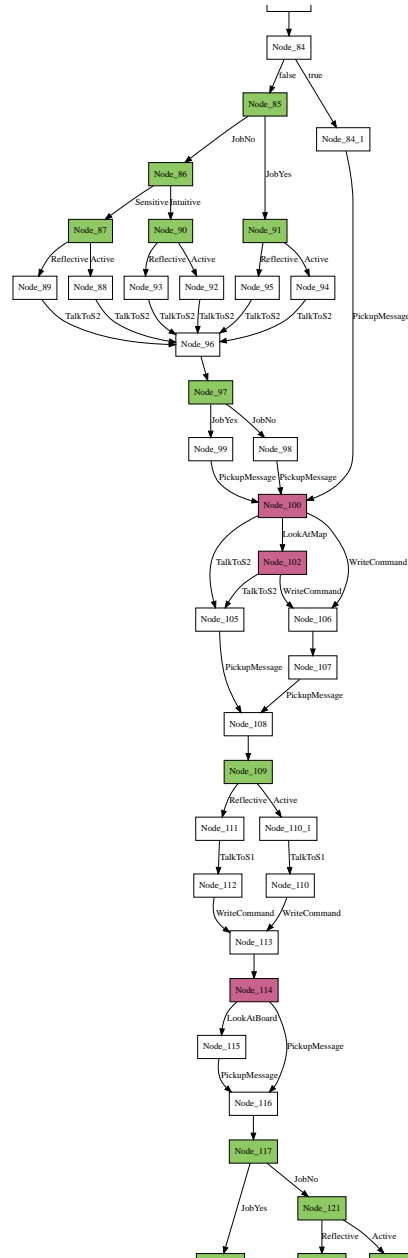 Node_84
false
true
Node_85
Node_84_1
JobNo
Node_86
JobYes
Sensitive
Intuitive
Node_87
Node_90
Node_91
Reflective
Active
Reflective
Active
Reflective
Active
Node_89
Node_88
Node_93
Node_92
Node_95
Node_94
TalkToS2
TalkToS2
TalkToS2
TalkToS2
TalkToS2
TalkToS2
PickupMessage
Node_96
Node_97
JobYes
JobNo
Node_99
Node_98
PickupMessage
PickupMessage
Node_100
LookAtMap
TalkToS2
Node_102
WriteCommand
TalkToS2
WriteCommand
Node_105
Node_106
Node_107
PickupMessage
PickupMessage
Node_108
Node_109
Reflective
Active
Node_111
Node_110_1
TalkToS1
TalkToS1
Node_112
Node_110
WriteCommand
WriteCommand
Node_113
Node_114
LookAtBoard
Node_115
PickupMessage
PickupMessage
Node_116
Node_117
JobNo
JobYes
Node_121
Reflective
Active